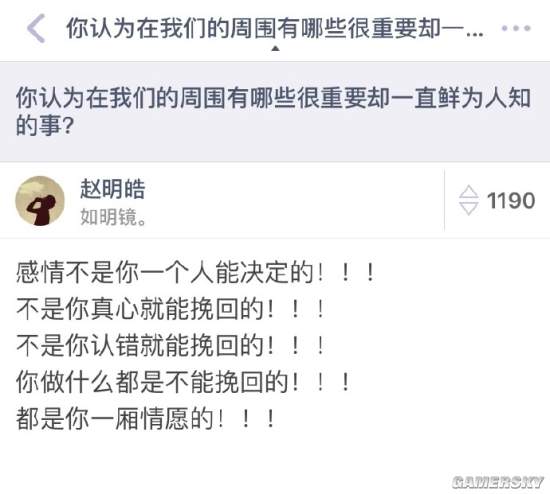 你认为在我们的周围有哪些很重要却一...
你认为在我们的周围有哪些很重要却一直鲜为人知
的事?
赵明皓
如明镜。
1190
感情不是你一个人能决定的！！！
不是你真心就能挽回的！！！
不是你认错就能挽回的！！！
你做什么都是不能挽回的！！！
都是你一厢情愿的！！！
GAMERSKY